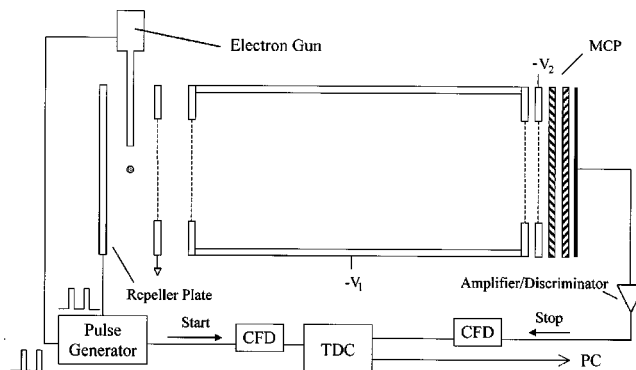 Electron Gun
-V₂
MCP
-V₁
Repeller Plate
Amplifier/Discriminator
Pulse
Generator
Start
CFD
TDC
CFD
Stop
PC